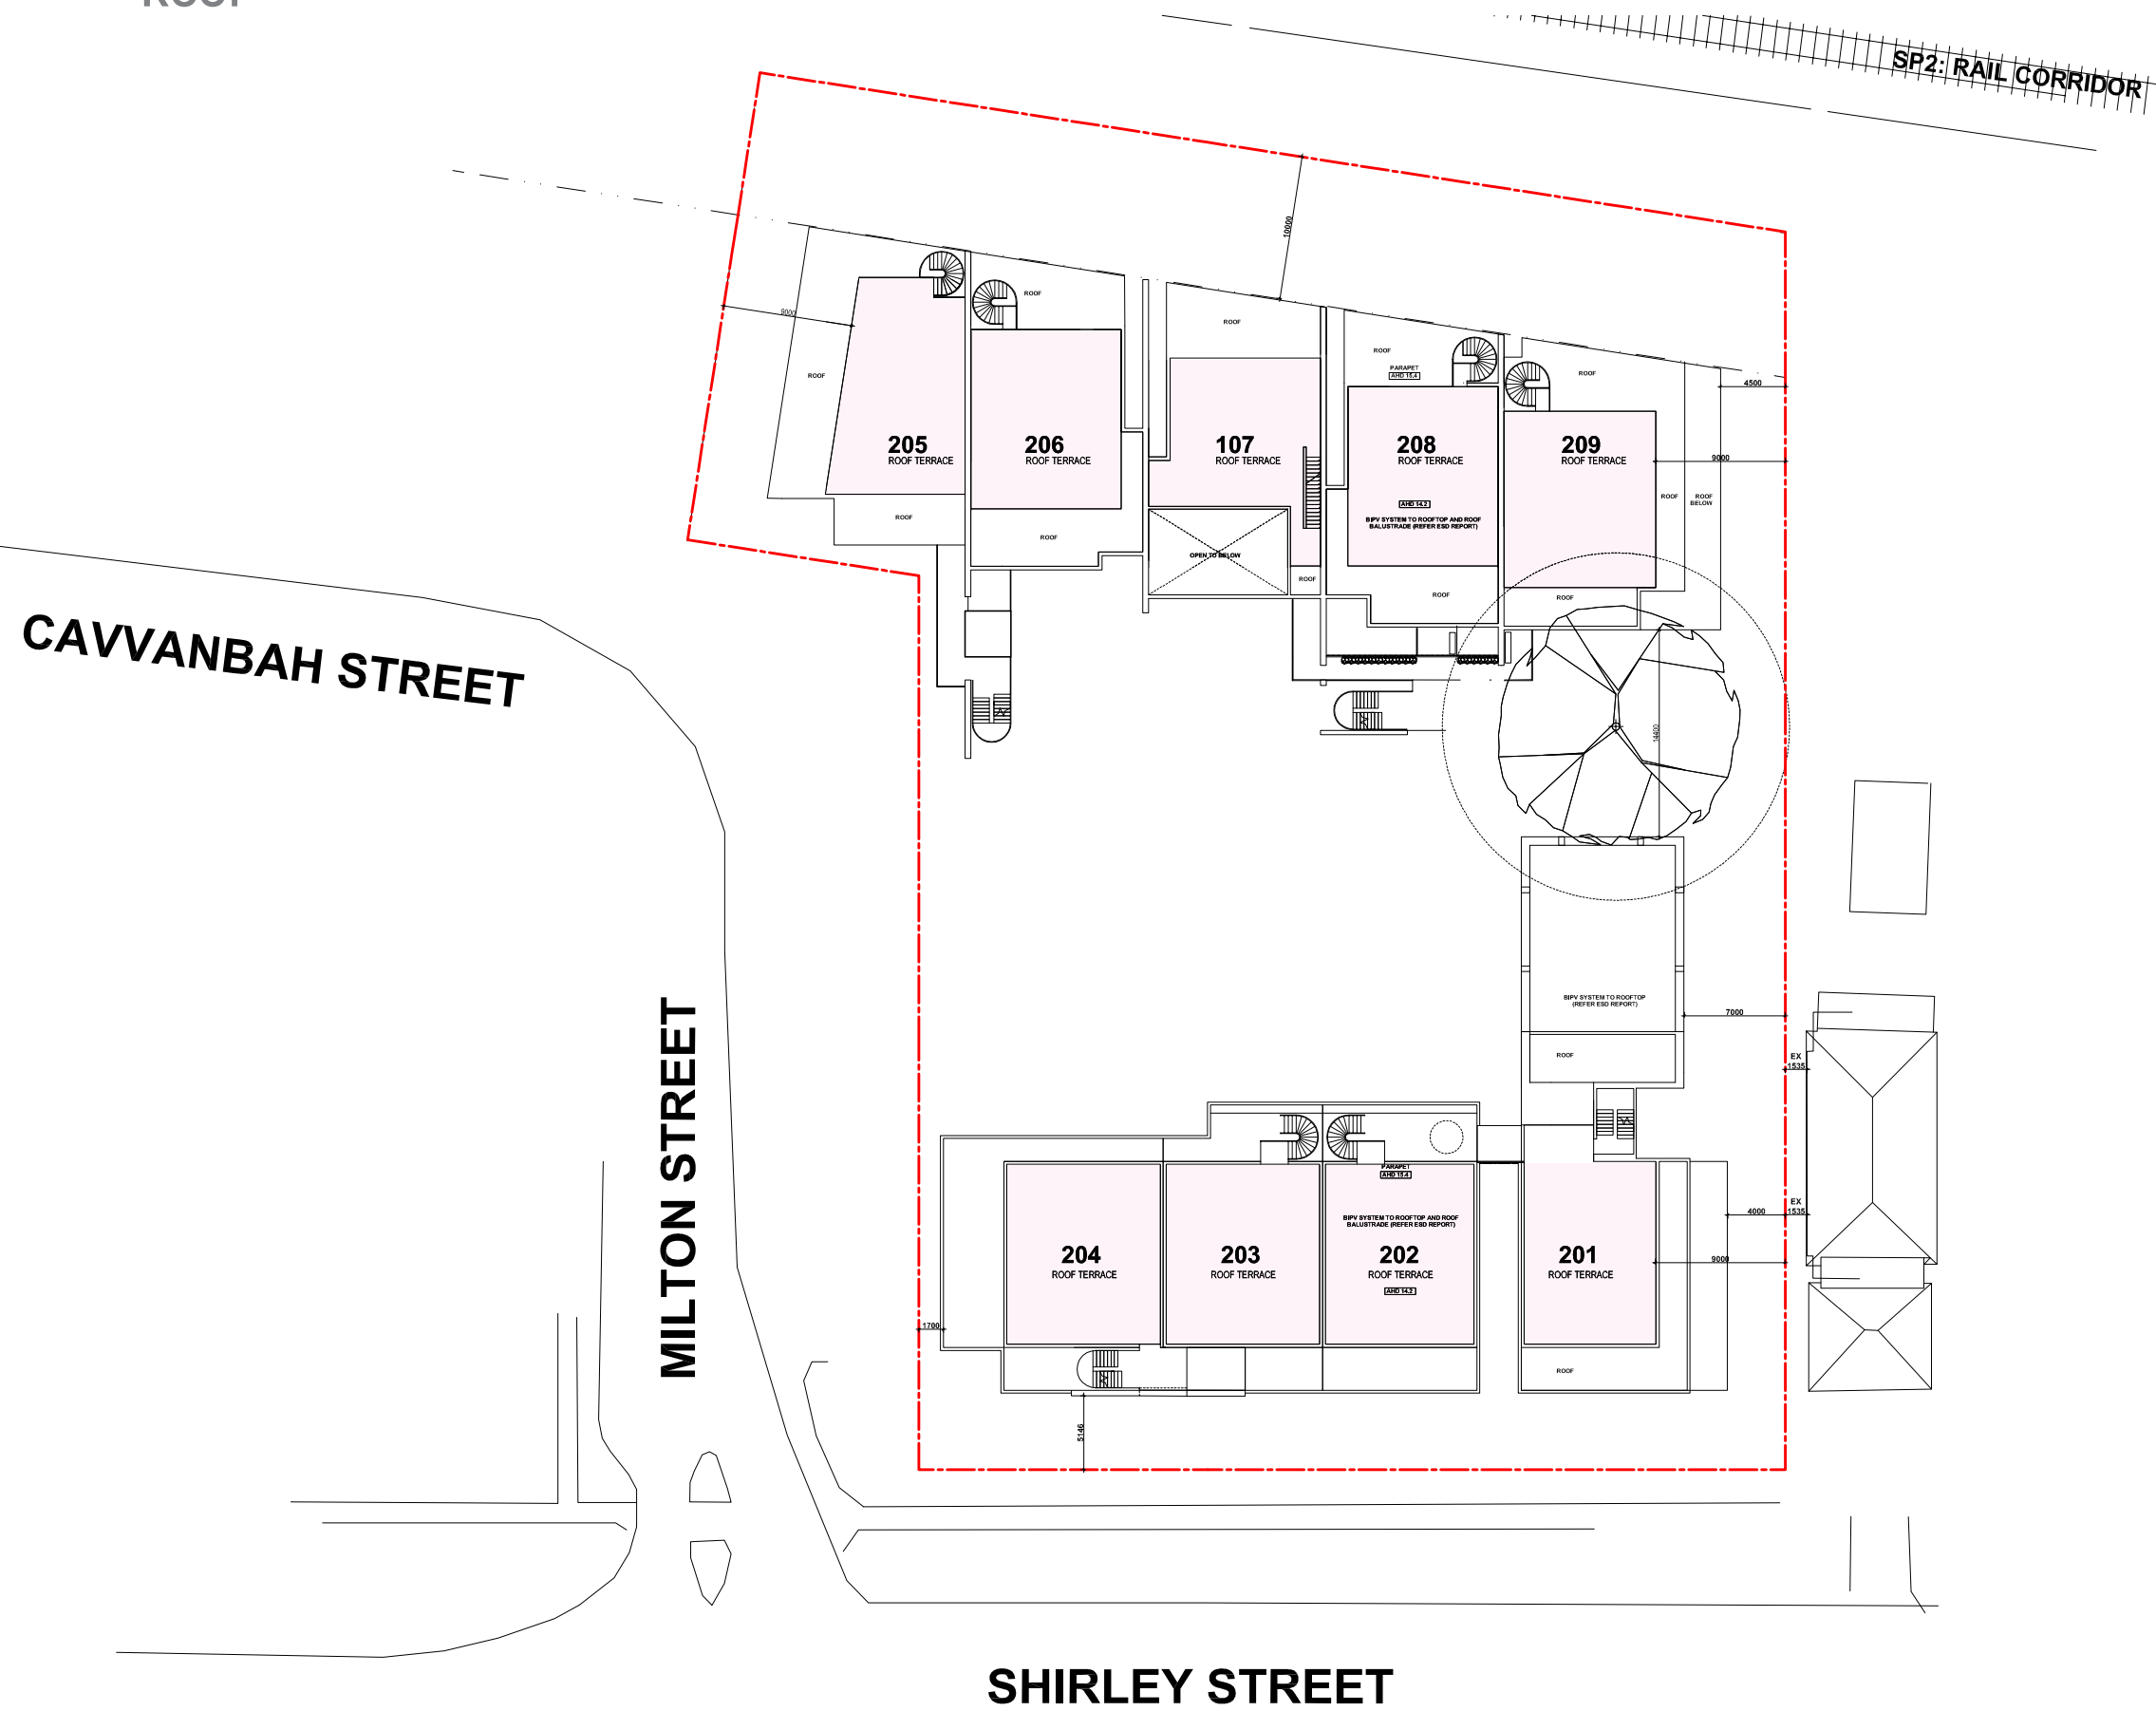 SP2: RAIL CORRIDOR
10000
9000
ROOF
ROOF
ROOF
PARAPET
AHD 15.4
ROOF
4500
ROOF
205
ROOF TERRACE
206
ROOF TERRACE
107
ROOF TERRACE
208
ROOF TERRACE
209
ROOF TERRACE
9000
ROOF
ROOF
BELOW
AHD 14.2
BIPV SYSTEM TO ROOFTOP AND ROOF
BALUSTRADE (REFER ESD REPORT)
ROOF
ROOF
OPEN TO BELOW
ROOF
ROOF
ROOF
CAVVANBAH STREET
14400
BIPV SYSTEM TO ROOFTOP
(REFER ESD REPORT)
7000
ROOF
EX
1535
MILTON STREET
PARAPET
AHD 15.4
BIPV SYSTEM TO ROOFTOP AND ROOF
BALUSTRADE (REFER ESD REPORT)
204
ROOF TERRACE
203
ROOF TERRACE
202
ROOF TERRACE
AHD 14.2
201
ROOF TERRACE
4000
EX
1535
9000
1700
ROOF
5146
SHIRLEY STREET